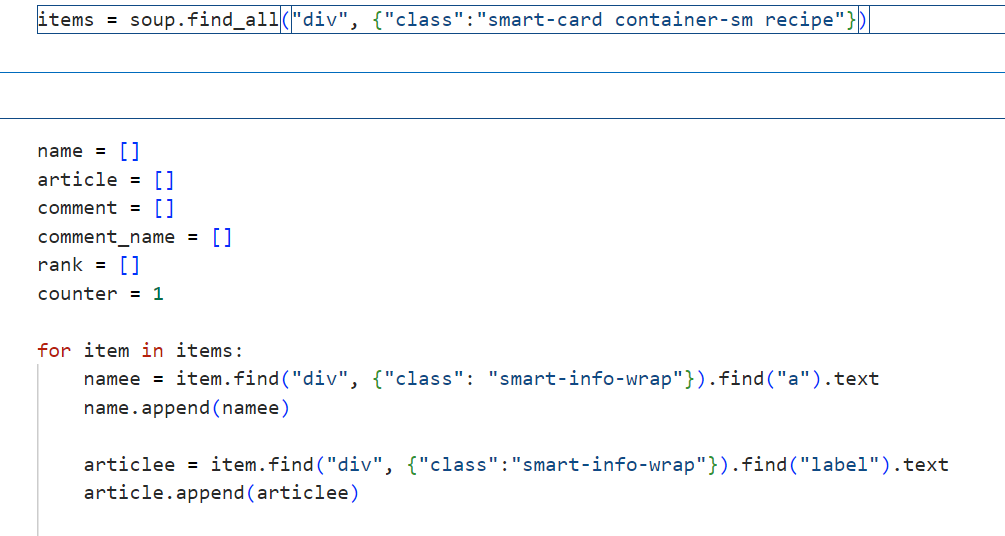 items = soup.find_all("div", {"class":"smart-card container-sm recipe"})
name = []
article = []
comment = []
comment_name = []
rank = []
counter = 1
for item in items:
namee = item.find("div", {"class": "smart-info-wrap"}).find("a").text
name.append(namee)
articlee = item.find("div", {"class":"smart-info-wrap"}).find("label").text
article.append(articlee)